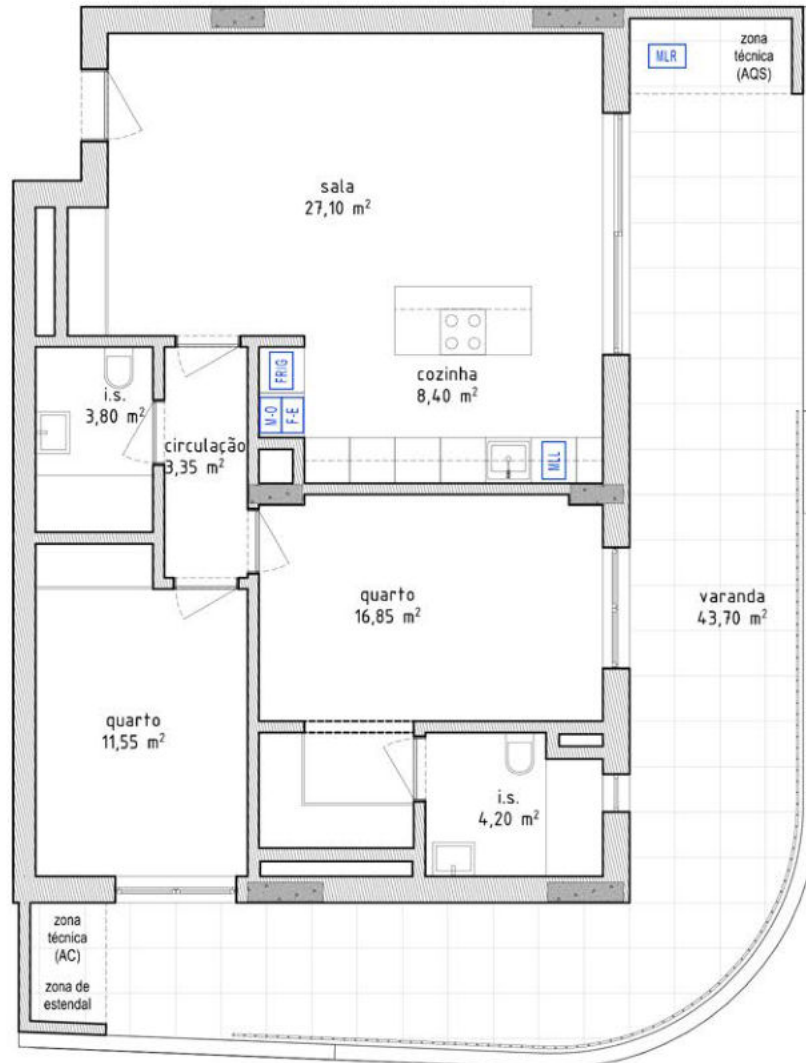 zona
técnica
(AQS)
MLR
sala
27,10 m²
cozinha
8,40 m²
FRIG
M-O
F-E
MLL
i.s.
3,80 m²
circulação
3,35 m²
quarto
16,85 m²
varanda
43,70 m²
quarto
11,55 m²
i.s.
4,20 m²
zona
técnica
(AC)
zona de
estendal